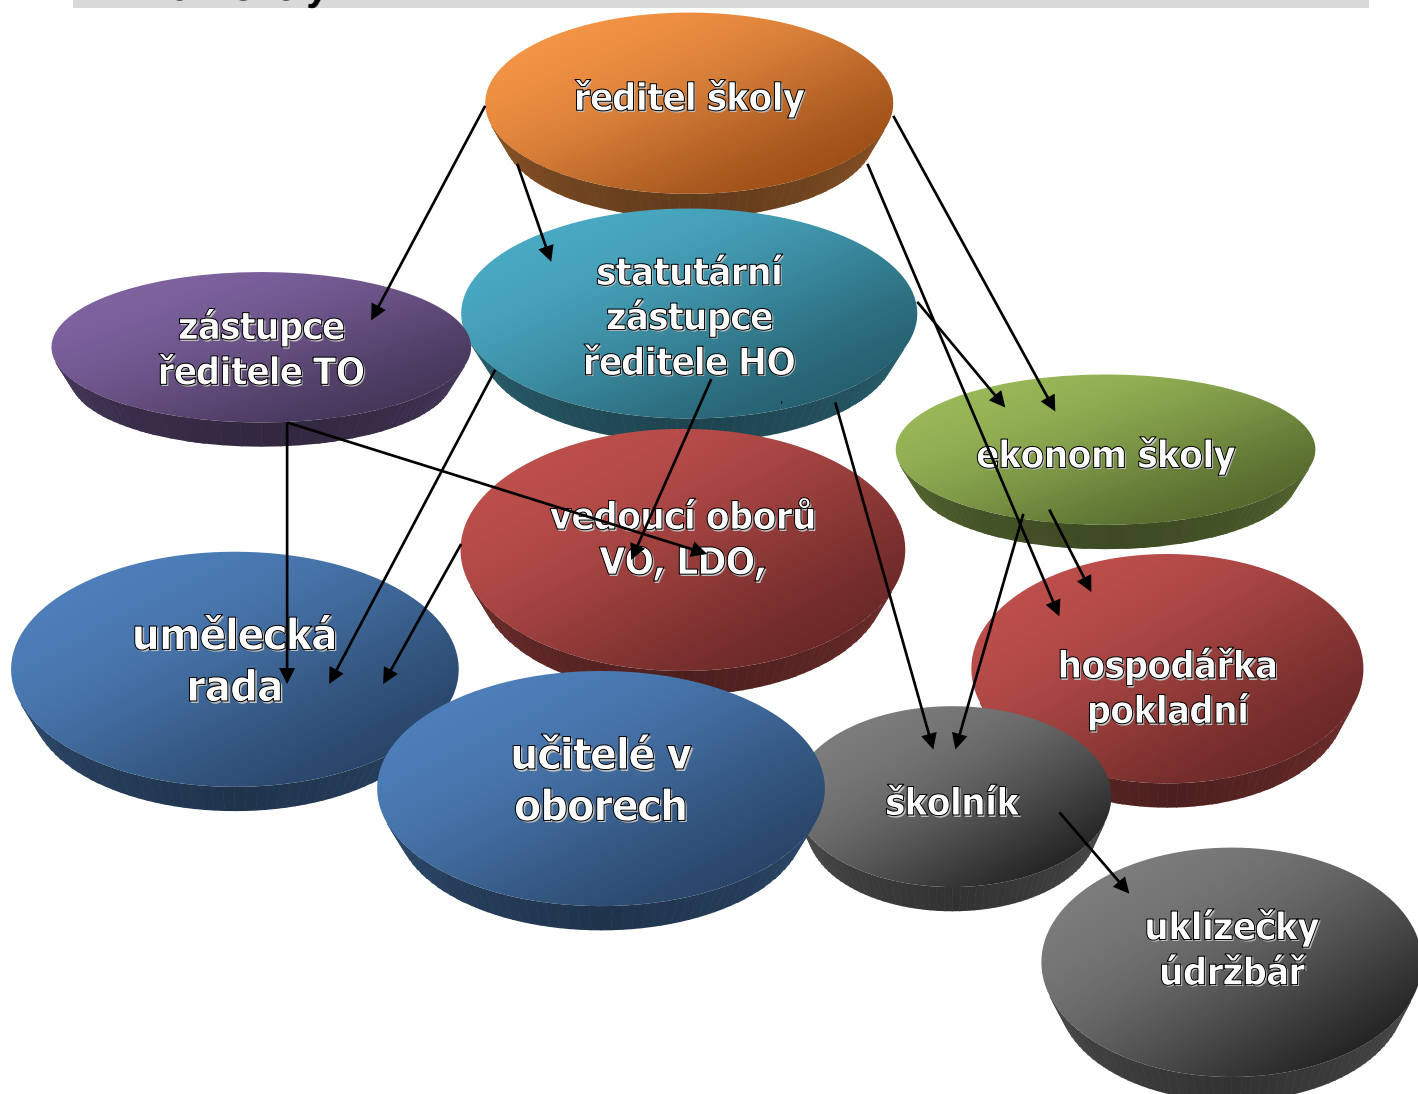 ředitel školy
statutární
zástupce
ředitele HO
zástupce
ředitele TO
ekonom školy
vedoucí oborů
VO, LDO,
umělecká
rada
hospodářka
pokladní
učitelé v
oborech
školník
uklízečky
údržbář